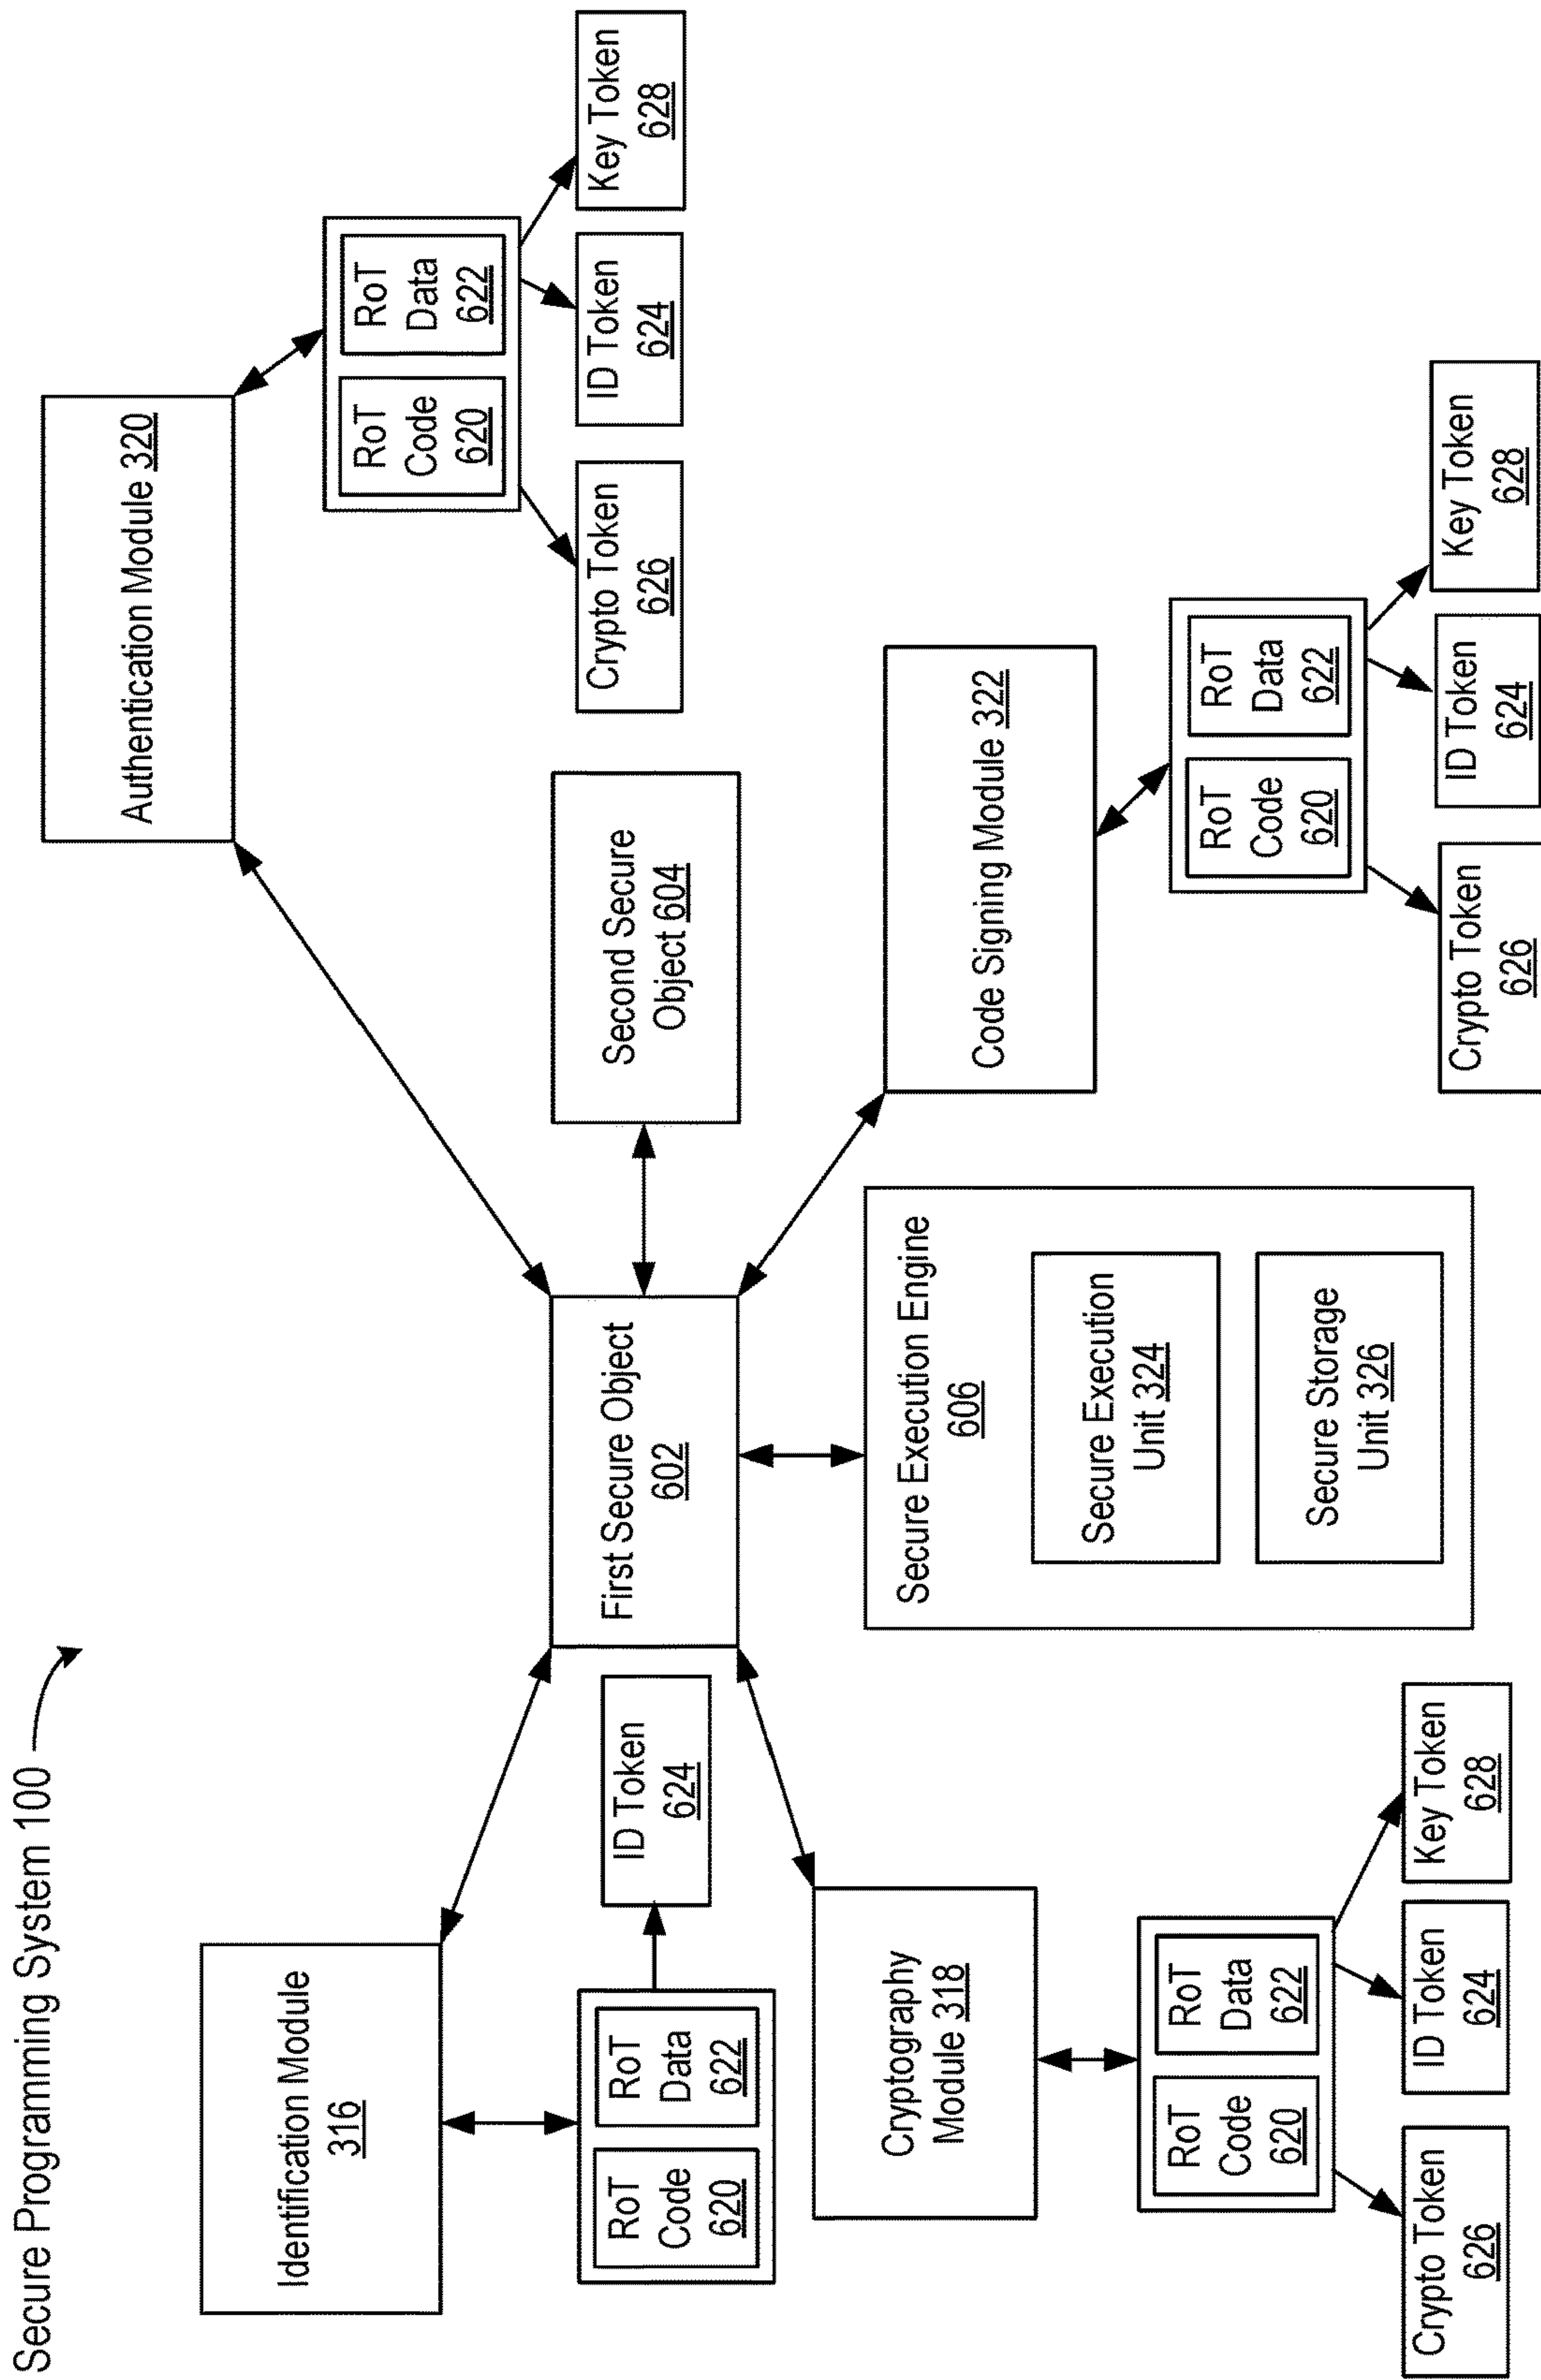 Secure Programming System 100
Authentication Module 320
RoT
Code
620
RoT
Data
622
Crypto Token
626
ID Token
624
Key Token
628
Identification Module
316
RoT
Code
620
RoT
Data
622
ID Token
624
First Secure Object
602
Second Secure
Object 604
Cryptography
Module 318
RoT
Code
620
RoT
Data
622
Crypto Token
626
ID Token
624
Key Token
628
Secure Execution Engine
606
Secure Execution
Unit 324
Secure Storage
Unit 326
Code Signing Module 322
RoT
Code
620
RoT
Data
622
Crypto Token
626
ID Token
624
Key Token
628